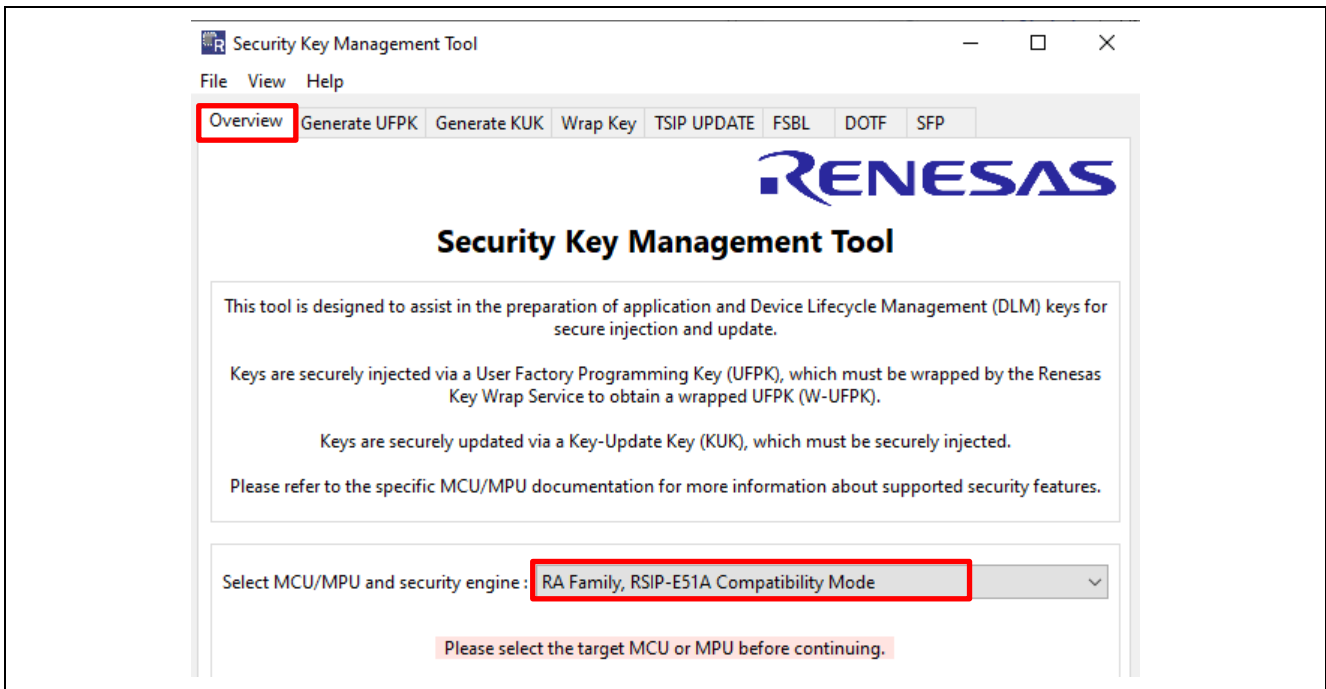 Security Key Management Tool
File View Help
Overview Generate UFPK Generate KUK Wrap Key TSIP UPDATE FSBL DOTF SFP
RENESAS
Security Key Management Tool
This tool is designed to assist in the preparation of application and Device Lifecycle Management (DLM) keys for
secure injection and update.
Keys are securely injected via a User Factory Programming Key (UFPK), which must be wrapped by the Renesas
Key Wrap Service to obtain a wrapped UFPK (W-UFPK).
Keys are securely updated via a Key-Update Key (KUK), which must be securely injected.
Please refer to the specific MCU/MPU documentation for more information about supported security features.
Select MCU/MPU and security engine : RA Family, RSIP-E51A Compatibility Mode
Please select the target MCU or MPU before continuing.